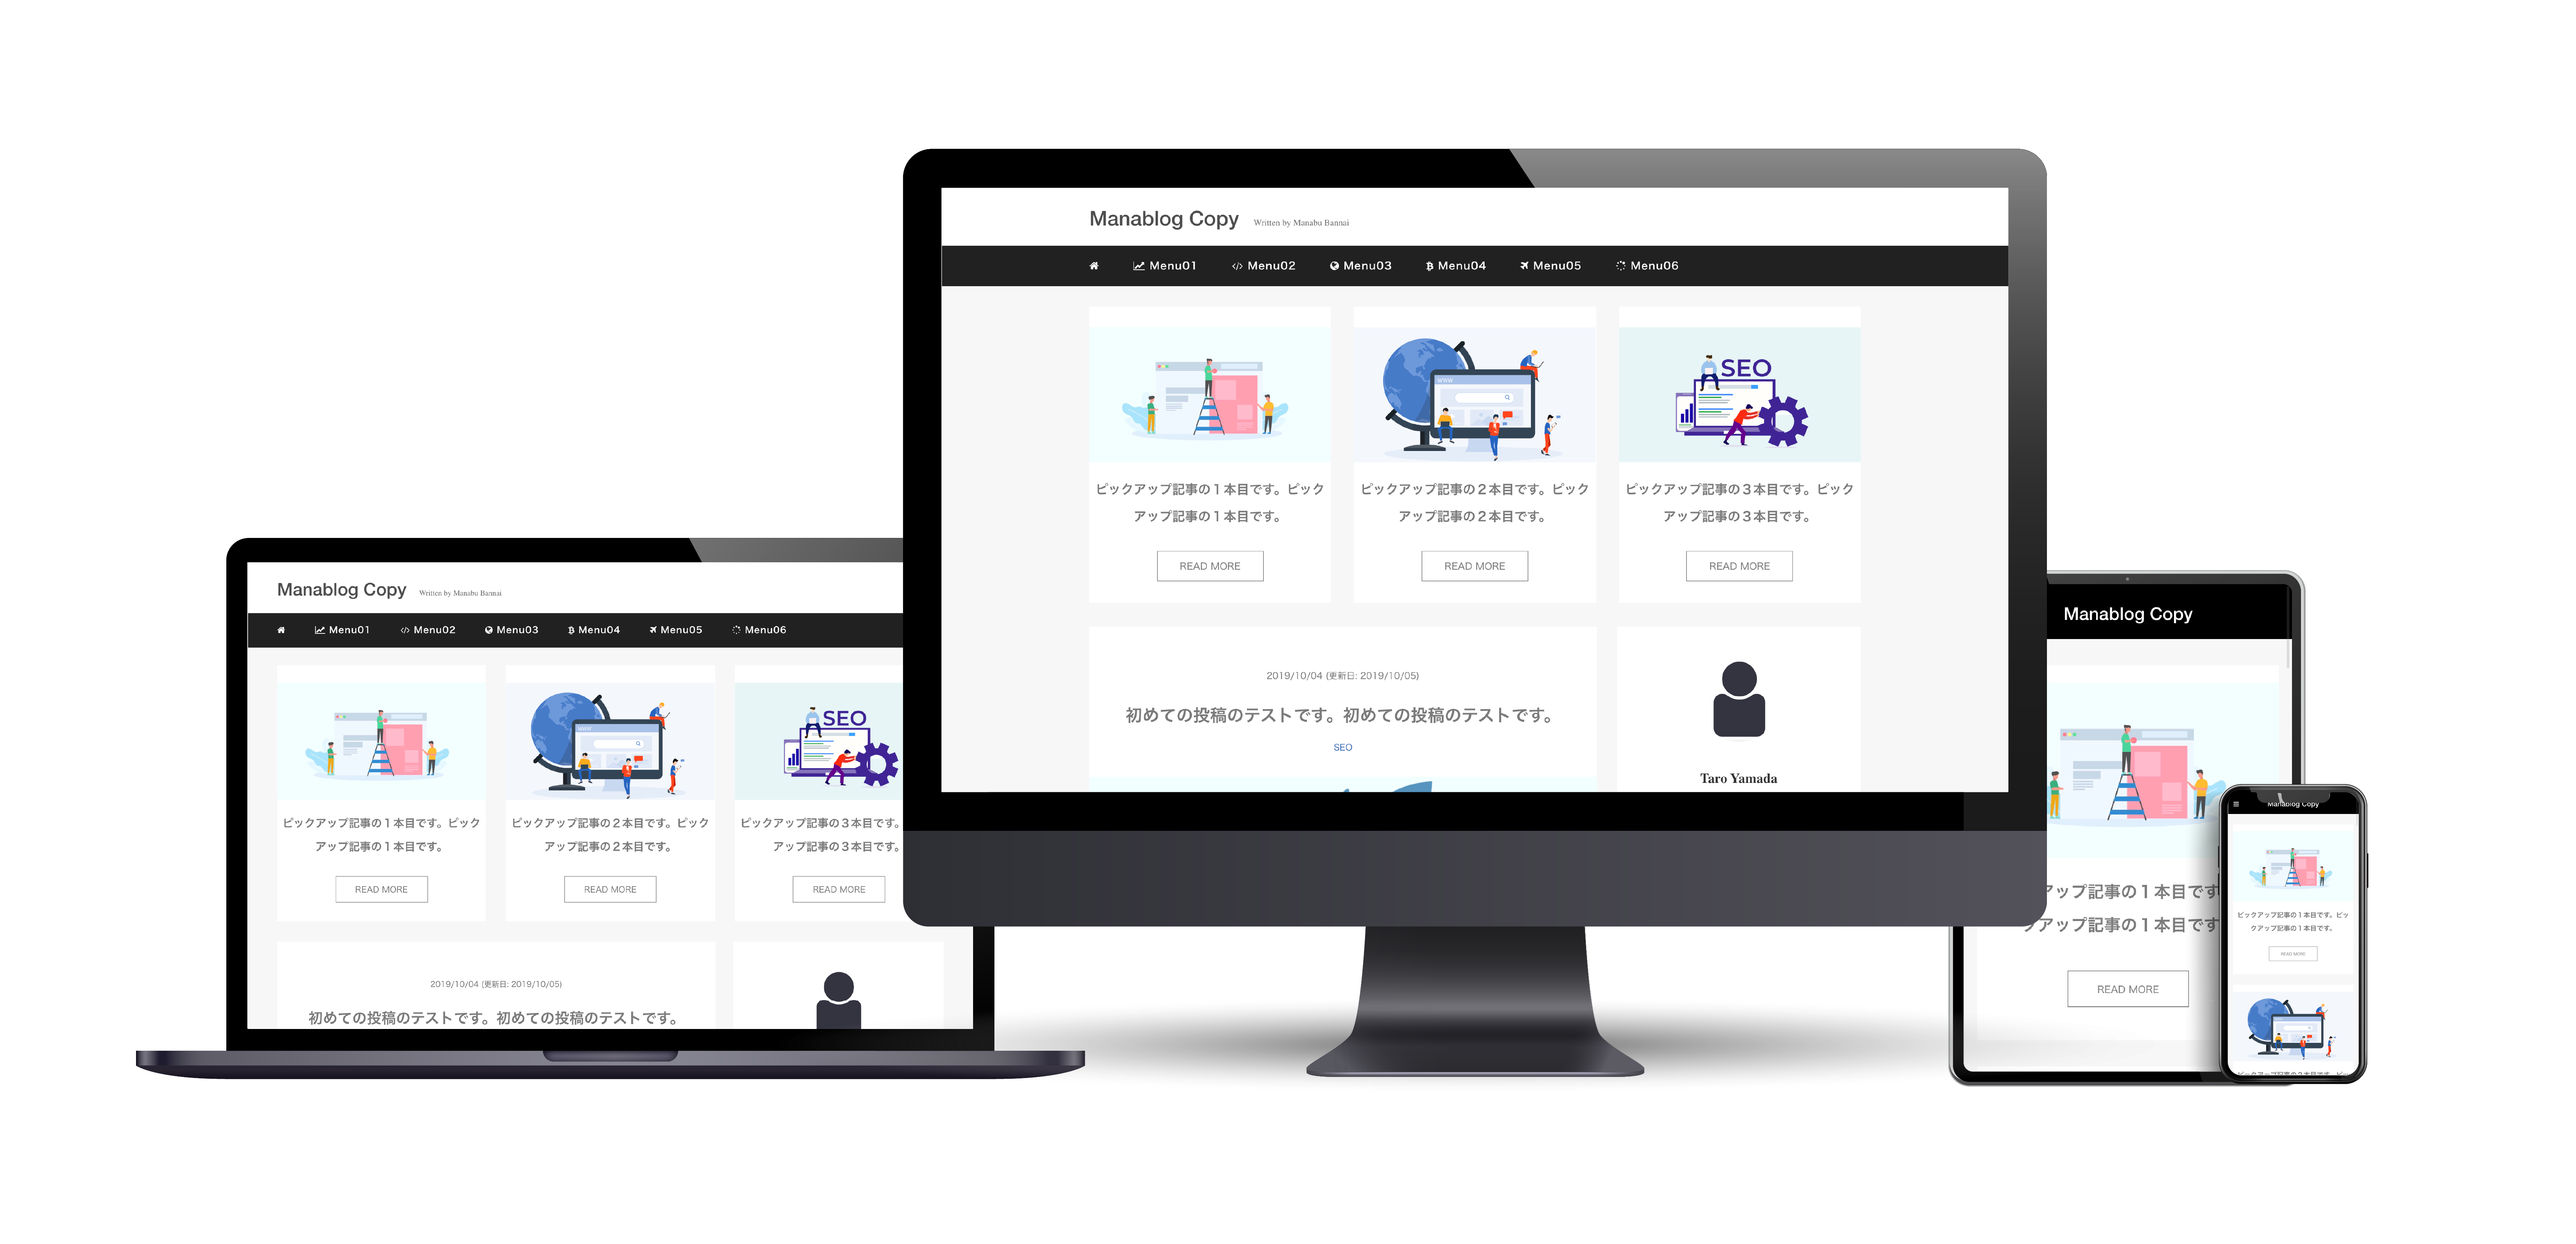 Manablog Copy Written by Manabu Bannai
Menu01 Menu02 Menu03 Menu04 Menu05 Menu06
WWW
SEO
ピックアップ記事の１本目です。ピック
アップ記事の１本目です。
READ MORE
ピックアップ記事の２本目です。ピック
アップ記事の２本目です。
READ MORE
ピックアップ記事の３本目です。ピック
アップ記事の３本目です。
READ MORE
2019/10/04 (更新日: 2019/10/05)
初めての投稿のテストです。初めての投稿のテストです。
SEO
Taro Yamada
Manablog Copy Written by Manabu Bannai
Menu01 Menu02 Menu03 Menu04 Menu05 Menu06
WWW
SEO
ピックアップ記事の１本目です。ピック
アップ記事の１本目です。
READ MORE
ピックアップ記事の２本目です。ピック
アップ記事の２本目です。
READ MORE
ピックアップ記事の３本目です。
アップ記事の３本目です。
READ MORE
2019/10/04 (更新日: 2019/10/05)
初めての投稿のテストです。初めての投稿のテストです。
Manablog Copy
アップ記事の１本目です
クアップ記事の１本目です
READ MORE
Manablog Copy
ピックアップ記事の１本目です。ピッ
クアップ記事の１本目です。
READ MORE